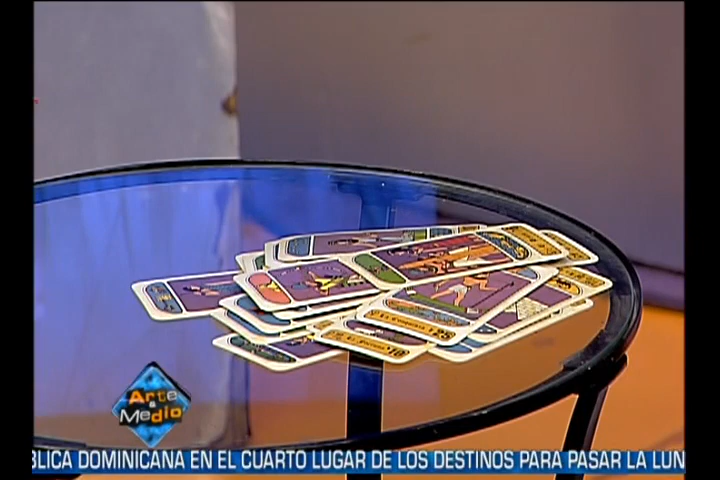 Arte
&
Medio
BLICA DOMINICANA EN EL CUARTO LUGAR DE LOS DESTINOS PARA PASAR LA LUN